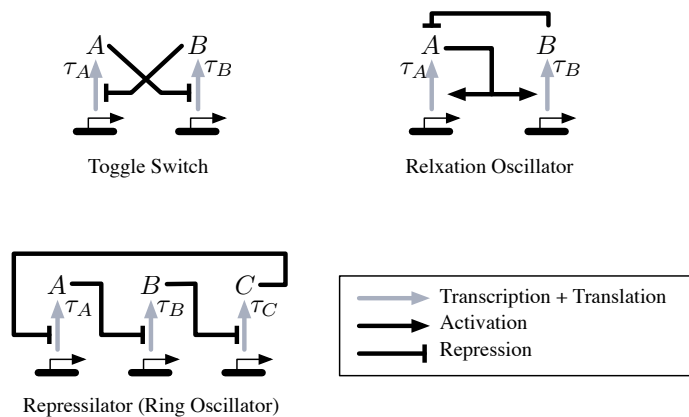 A B
τA τB
Toggle Switch
A B
τA τB
Relxation Oscillator
A B C
τA τB τC
Repressilator (Ring Oscillator)
Transcription + Translation
Activation
Repression